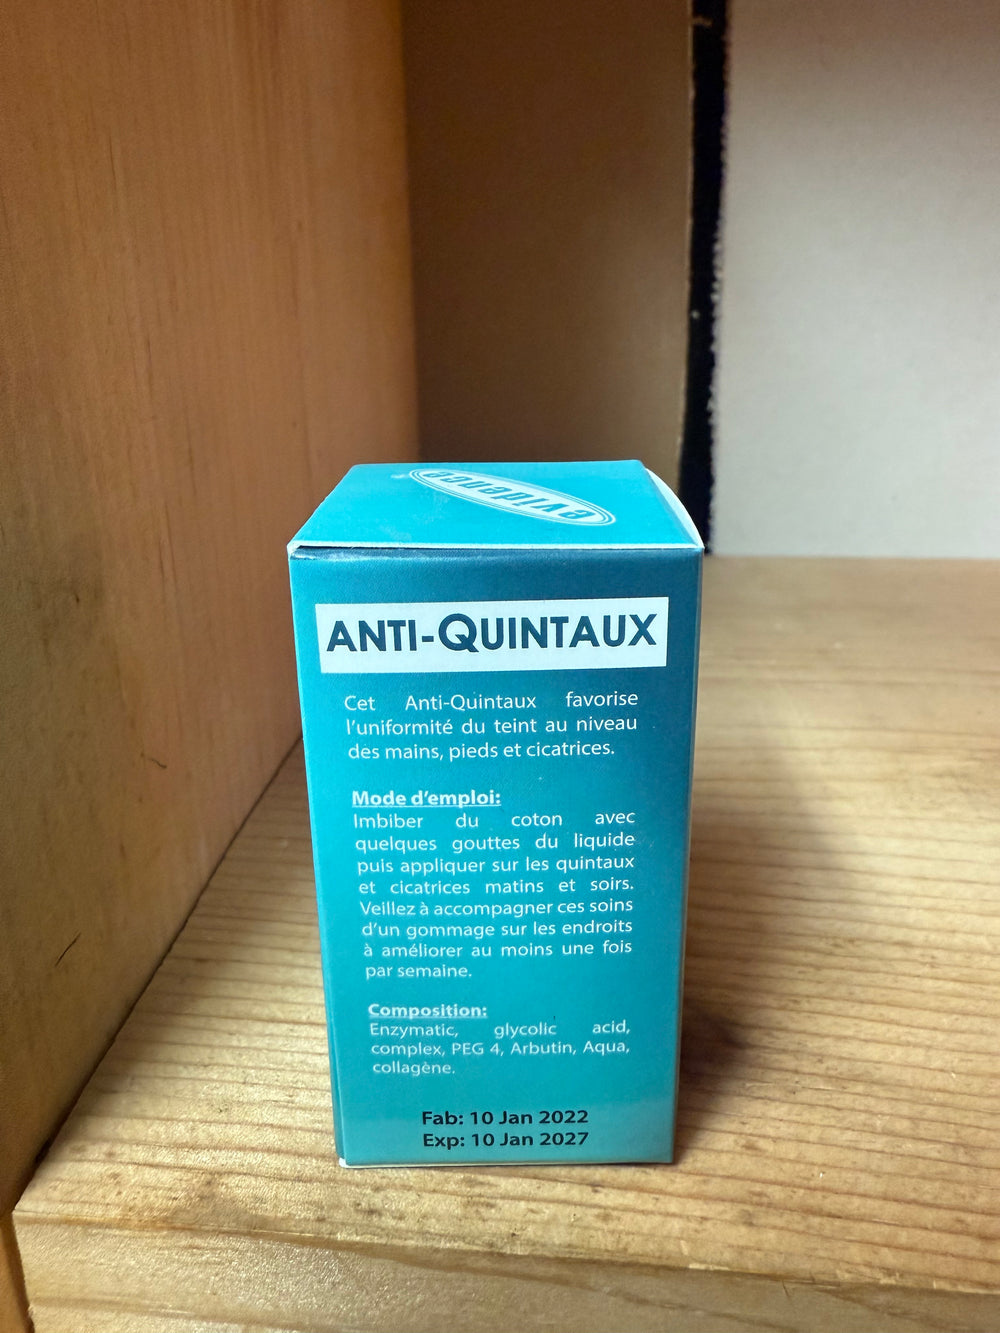 evidence
ANTI-QUINTAUX
Cet Anti-Quintaux favorise
l'uniformité du teint au niveau
des mains, pieds et cicatrices.
Mode d'emploi:
Imbiber du coton avec
quelques gouttes du liquide
puis appliquer sur les quintaux
et cicatrices matins et soirs.
Veillez à accompagner ces soins
d'un gommage sur les endroits
à améliorer au moins une fois
par semaine.
Composition:
Enzymatic, glycolic acid,
complex, PEG 4, Arbutin, Aqua,
collagène.
Fab: 10 Jan 2022
Exp: 10 Jan 2027